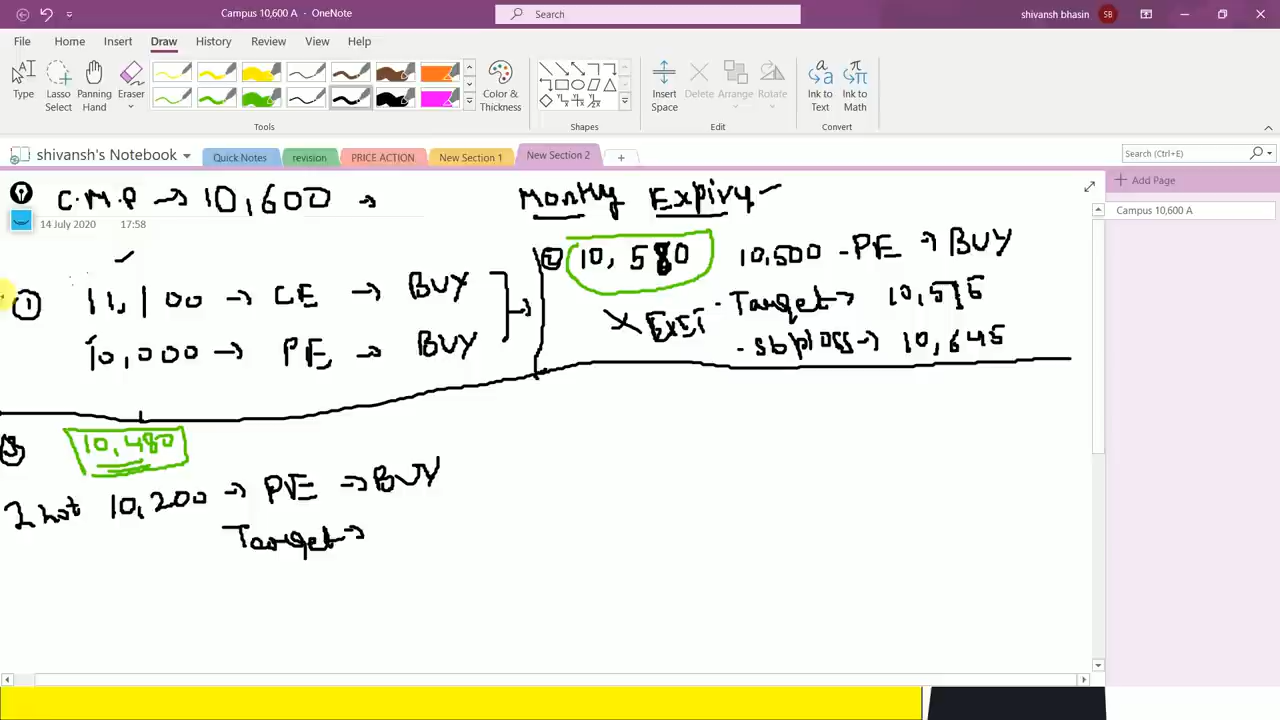 Campus 10,600 A - OneNote
Search
shivansh bhasin
SB
File Home Insert Draw History Review View Help
Type
Lasso Select
Panning Hand
Eraser
Color & Thickness
Insert Space
Delete
Arrange
Rotate
Ink to Text
Ink to Math
Tools
Shapes
Edit
Convert
shivansh's Notebook
Quick Notes
revision
PRICE ACTION
New Section 1
New Section 2
Search (Ctrl+E)
Add Page
Campus 10,600 A
C.M.P → 10,600 →
14 July 2020 17:58
Monthly Expiry
① 11,100 → CE → BUY
10,000 → PE → BUY
② 10,580 10,500 - PE → BUY
Target →
× EXIT
stoploss → 10,645
10,480
10,200 → PE → BUY
Target →